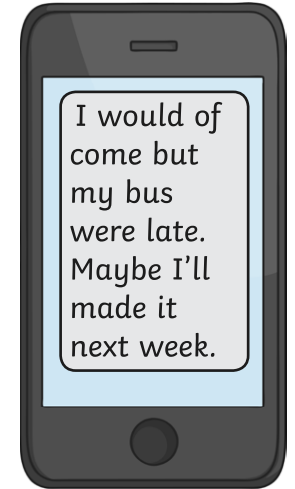 I would of
come but
my bus
were late.
Maybe I'll
made it
next week.